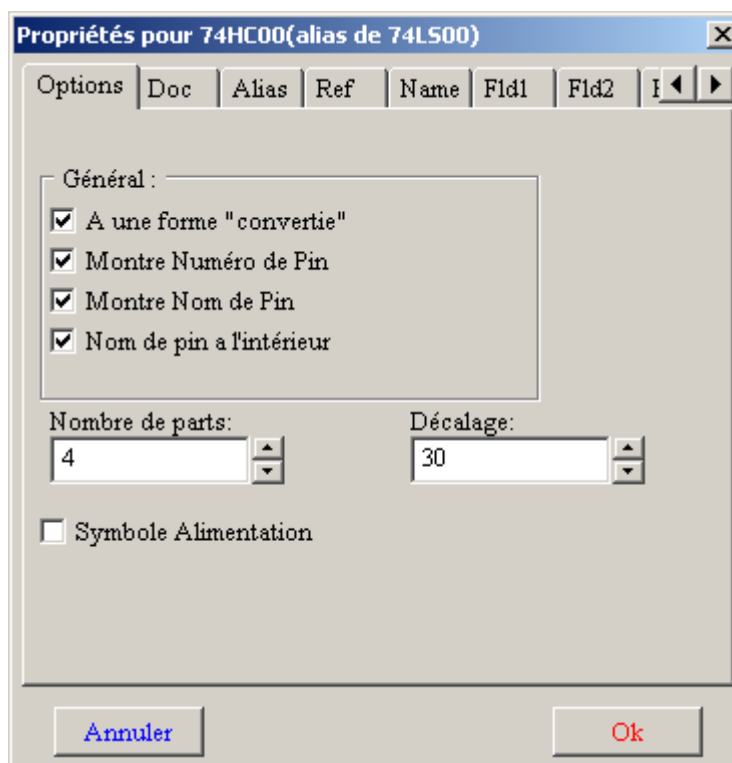 Propriétés pour 74HC00(alias de 74LS00)
Options Doc Alias Ref Name Fld1 Fld2
Général :
A une forme "convertie"
Montre Numéro de Pin
Montre Nom de Pin
Nom de pin a l'intérieur
Nombre de parts: Décalage:
4 30
Symbole Alimentation
Annuler Ok